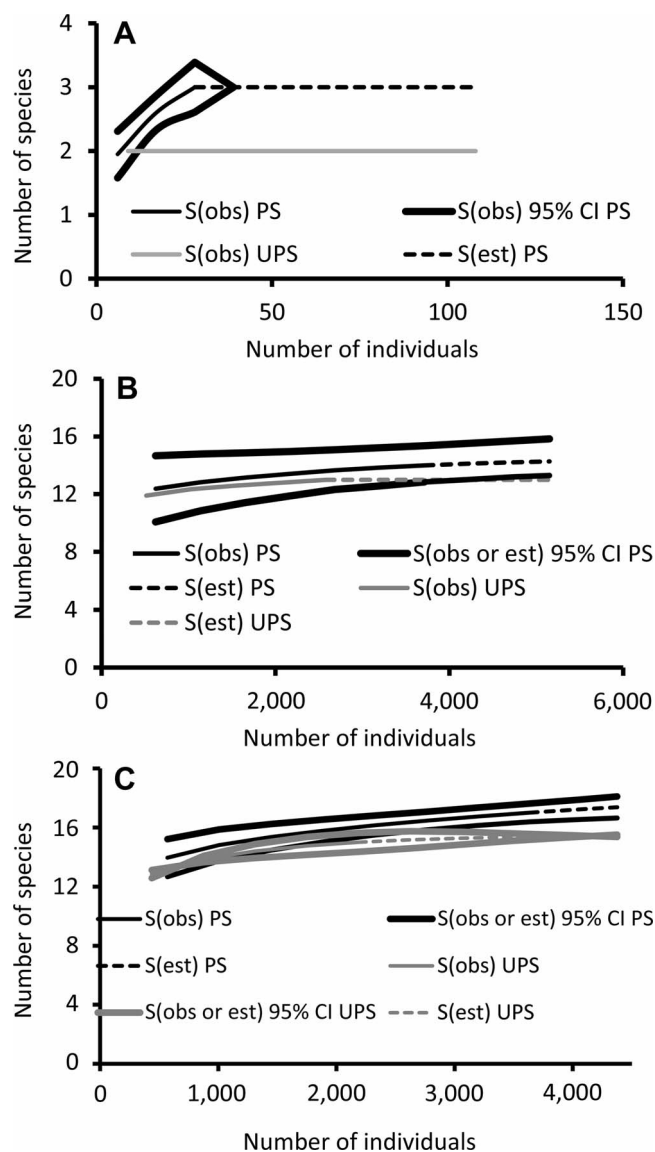 A
4
3
2
1
0
Number of species
S(obs) PS
S(obs) 95% CI PS
S(obs) UPS
S(est) PS
0
50
100
150
Number of individuals
B
20
16
12
8
4
0
Number of species
S(obs) PS
S(obs or est) 95% CI PS
S(est) PS
S(obs) UPS
S(est) UPS
0
2,000
4,000
6,000
Number of individuals
C
20
16
12
8
4
0
Number of species
S(obs) PS
S(obs or est) 95% CI PS
S(est) PS
S(obs) UPS
S(obs or est) 95% CI UPS
S(est) UPS
0
1,000
2,000
3,000
4,000
Number of individuals